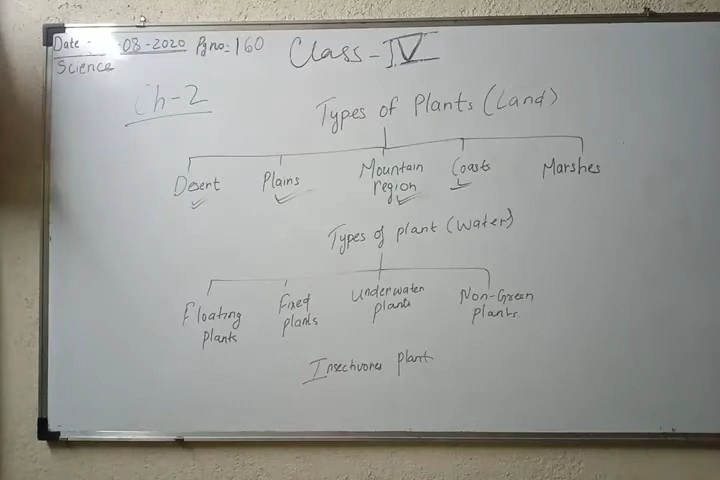 Date - -08-2020 Pg no:-160
Class-IV
Science
Ch-2
Types of Plants (Land)
Desert Plains Mountain region Coasts Marshes
Types of plant (Water)
Floating plants Fixed plants Underwater plants Non-Green plants
plant